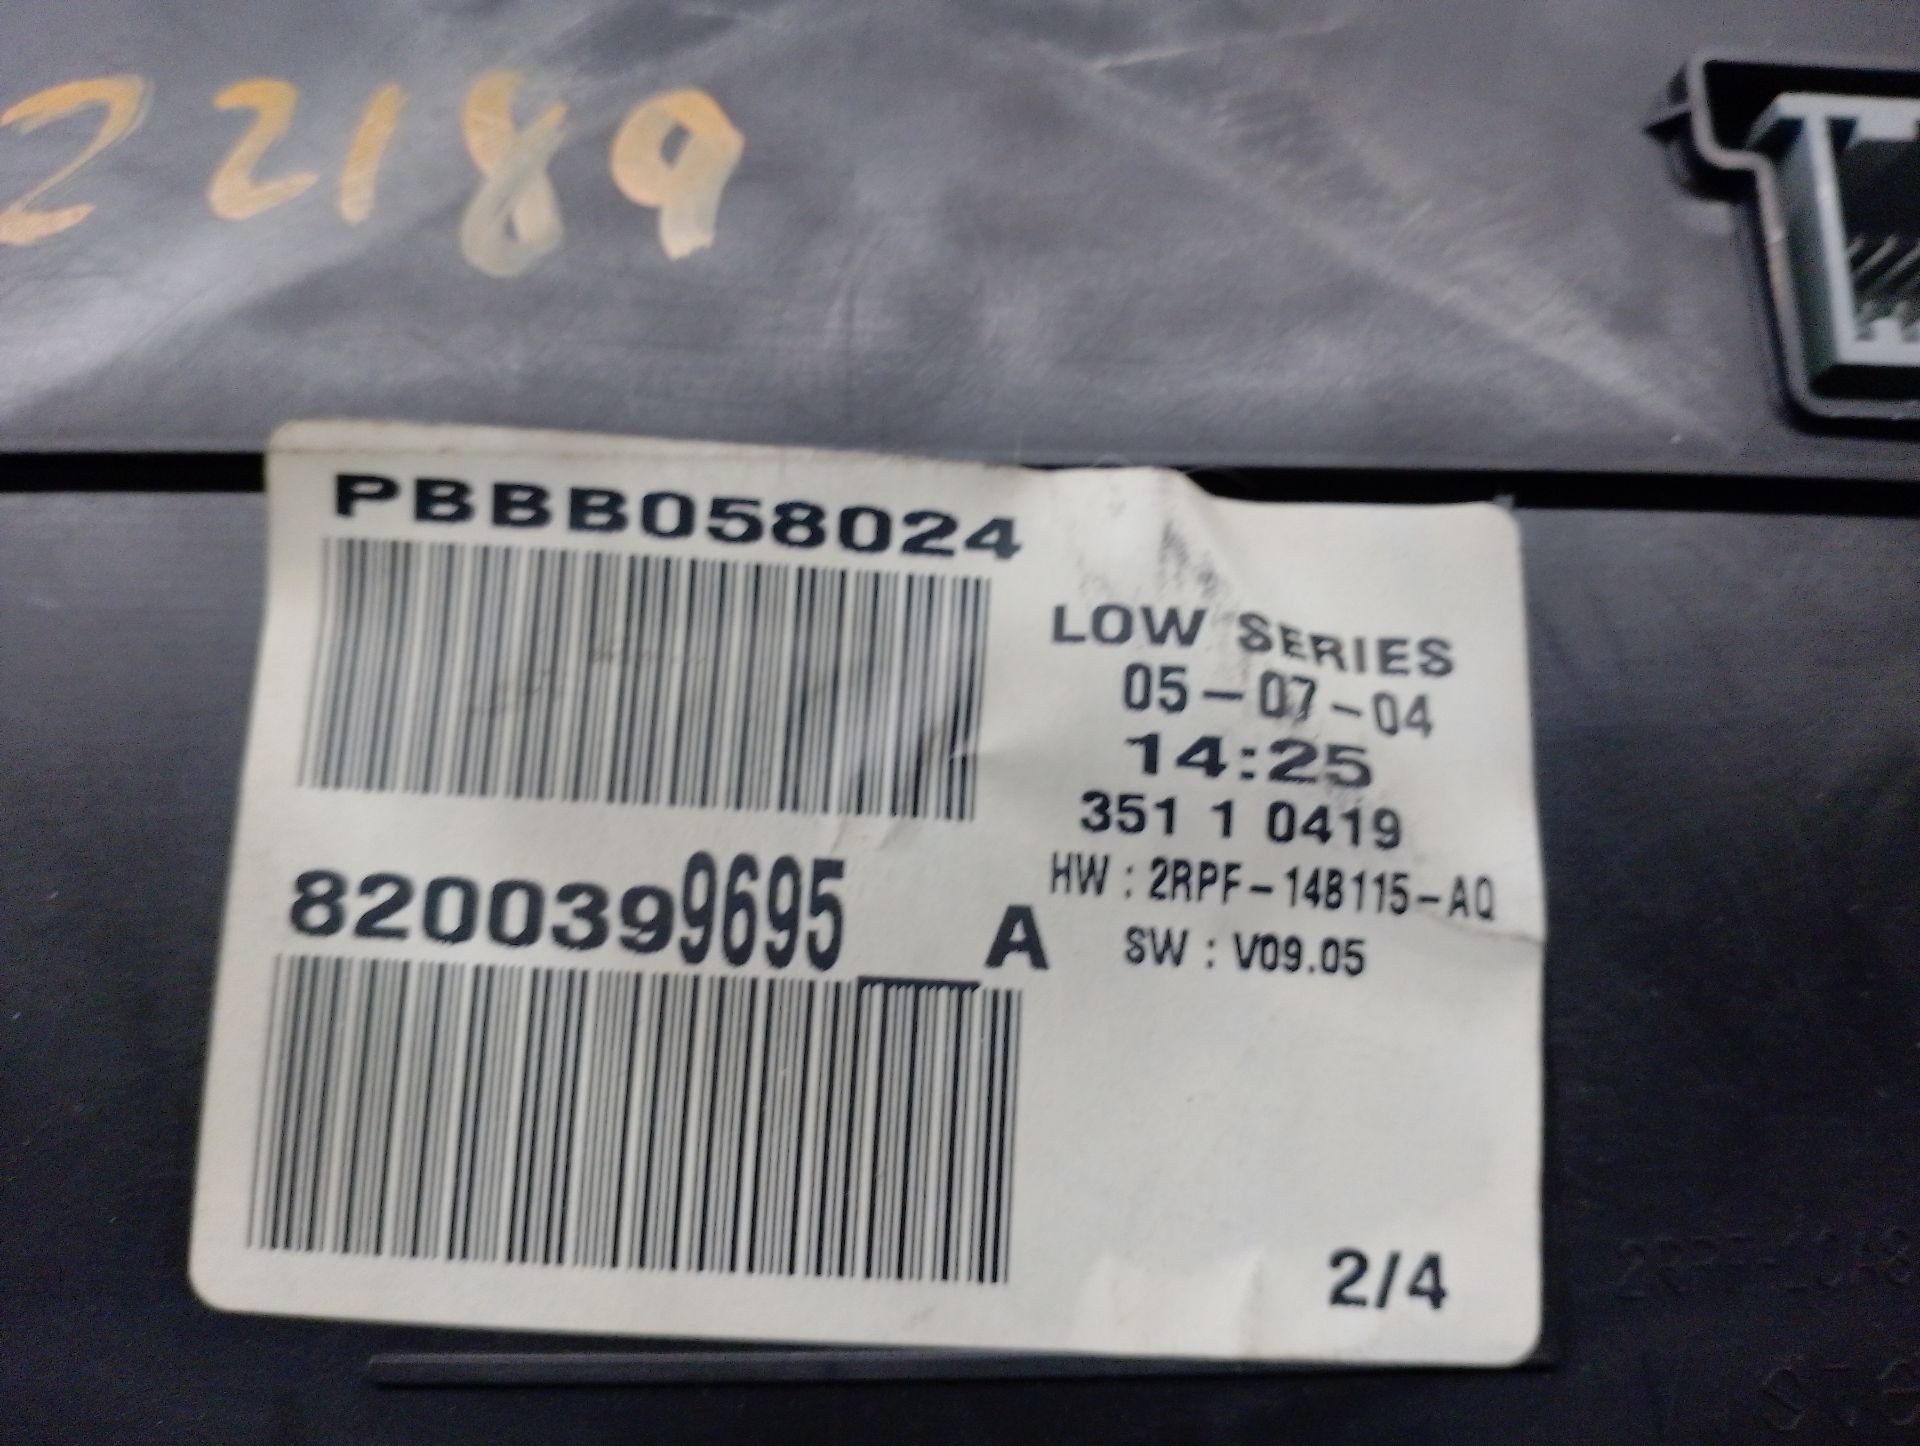 22189
PBBB058024
LOW SERIES
05-07-04
14:25
351 1 0419
HW : 2RPF-14B115-AQ
SW : V09.05
8200399695__A
2/4